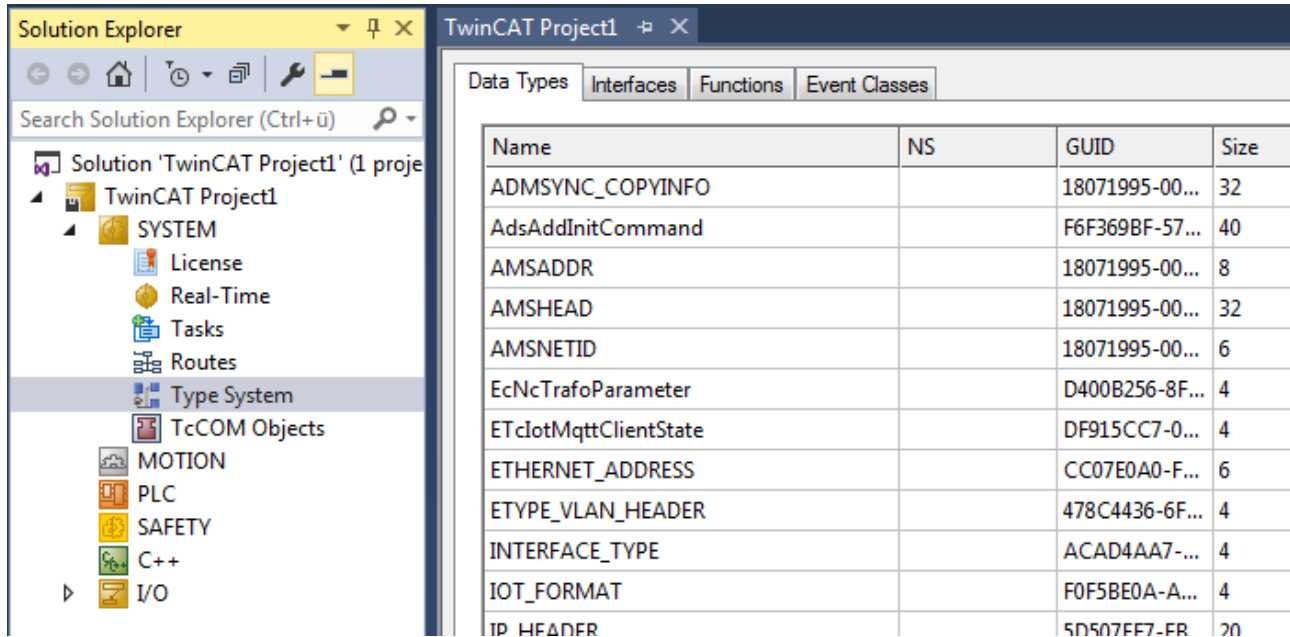 Solution Explorer
Search Solution Explorer (Ctrl+ü)
Solution 'TwinCAT Project1' (1 proje
TwinCAT Project1
SYSTEM
License
Real-Time
Tasks
Routes
Type System
TcCOM Objects
MOTION
PLC
SAFETY
C++
I/O
TwinCAT Project1
Data Types Interfaces Functions Event Classes
Name NS GUID Size
ADMSYNC_COPYINFO 18071995-00... 32
AdsAddInitCommand F6F369BF-57... 40
AMSADDR 18071995-00... 8
AMSHEAD 18071995-00... 32
AMSNETID 18071995-00... 6
EcNcTrafoParameter D400B256-8F... 4
ETcIotMqttClientState DF915CC7-0... 4
ETHERNET_ADDRESS CC07E0A0-F... 6
ETYPE_VLAN_HEADER 478C4436-6F... 4
INTERFACE_TYPE ACAD4AA7-... 4
IOT_FORMAT F0F5BE0A-A... 4
IP_HEADER 5D507FF7-FB... 20